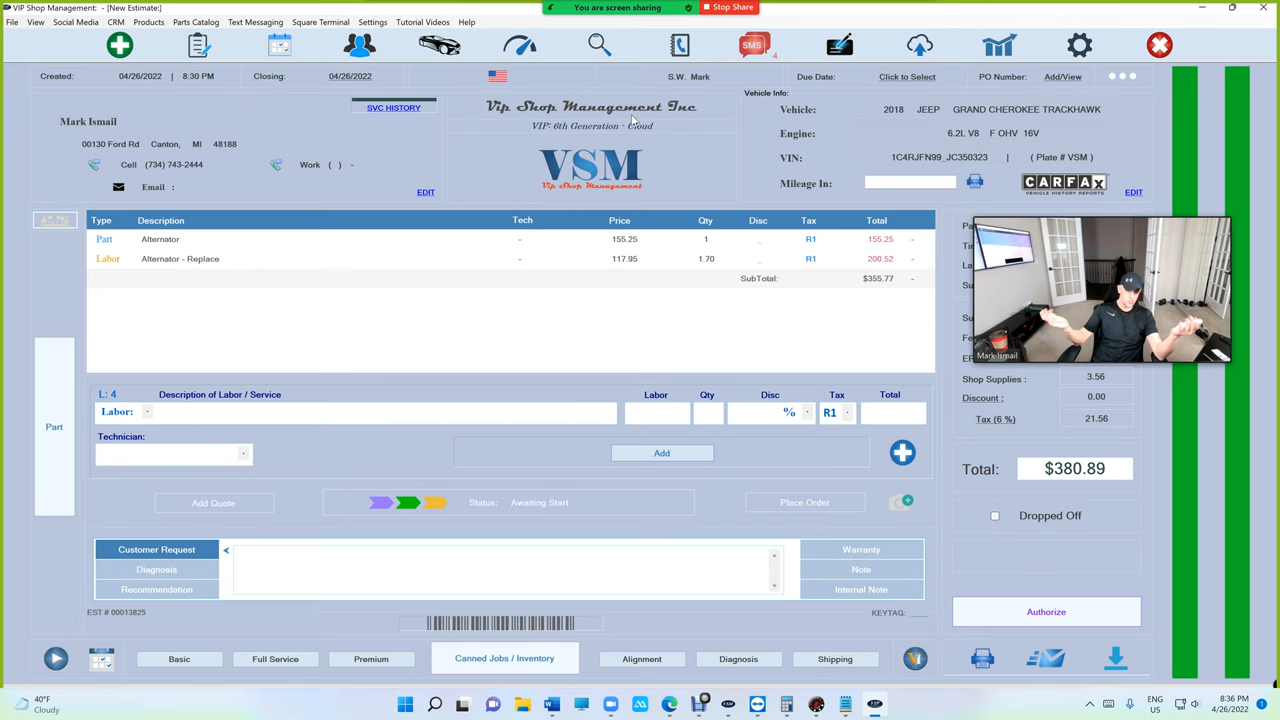 VIP Shop Management: - [New Estimate:]
You are screen sharing
Stop Share
File View Social Media CRM Products Parts Catalog Text Messaging Square Terminal Settings Tutorial Videos Help
SMS 4
Created: 04/26/2022 | 8:30 PM Closing: 04/26/2022
S.W. Mark Due Date: Click to Select PO Number: Add/View
SVC HISTORY
Mark Ismail
00130 Ford Rd Canton, MI 48188
Cell (734) 743-2444 Work ( ) -
Email :
EDIT
Vip Shop Management Inc
VIP: 6th Generation - Cloud
VSM
Vip Shop Management
Vehicle Info:
Vehicle: 2018 JEEP GRAND CHEROKEE TRACKHAWK
Engine: 6.2L V8 F OHV 16V
VIN: 1C4RJFN99_JC350323 | ( Plate # VSM )
Mileage In:
CARFAX
VEHICLE HISTORY REPORTS
EDIT
Type Description Tech Price Qty Disc Tax Total
Part Alternator - 155.25 1 _ R1 155.25 -
Labor Alternator - Replace - 117.95 1.70 _ R1 200.52 -
SubTotal: $355.77 -
Mark Ismail
Part
L: 4 Description of Labor / Service Labor Qty Disc Tax Total
Labor: % R1
Technician:
Add
Add Quote Status: Awaiting Start Place Order
Customer Request
Diagnosis
Recommendation
Warranty
Note
Internal Note
EST # 00013825 KEYTAG: ___
Shop Supplies : 3.56
Discount : 0.00
Tax (6 %) 21.56
Total: $380.89
Dropped Off
Authorize
Basic Full Service Premium Canned Jobs / Inventory Alignment Diagnosis Shipping
40°F
Cloudy
ENG
US
8:36 PM
4/26/2022
1